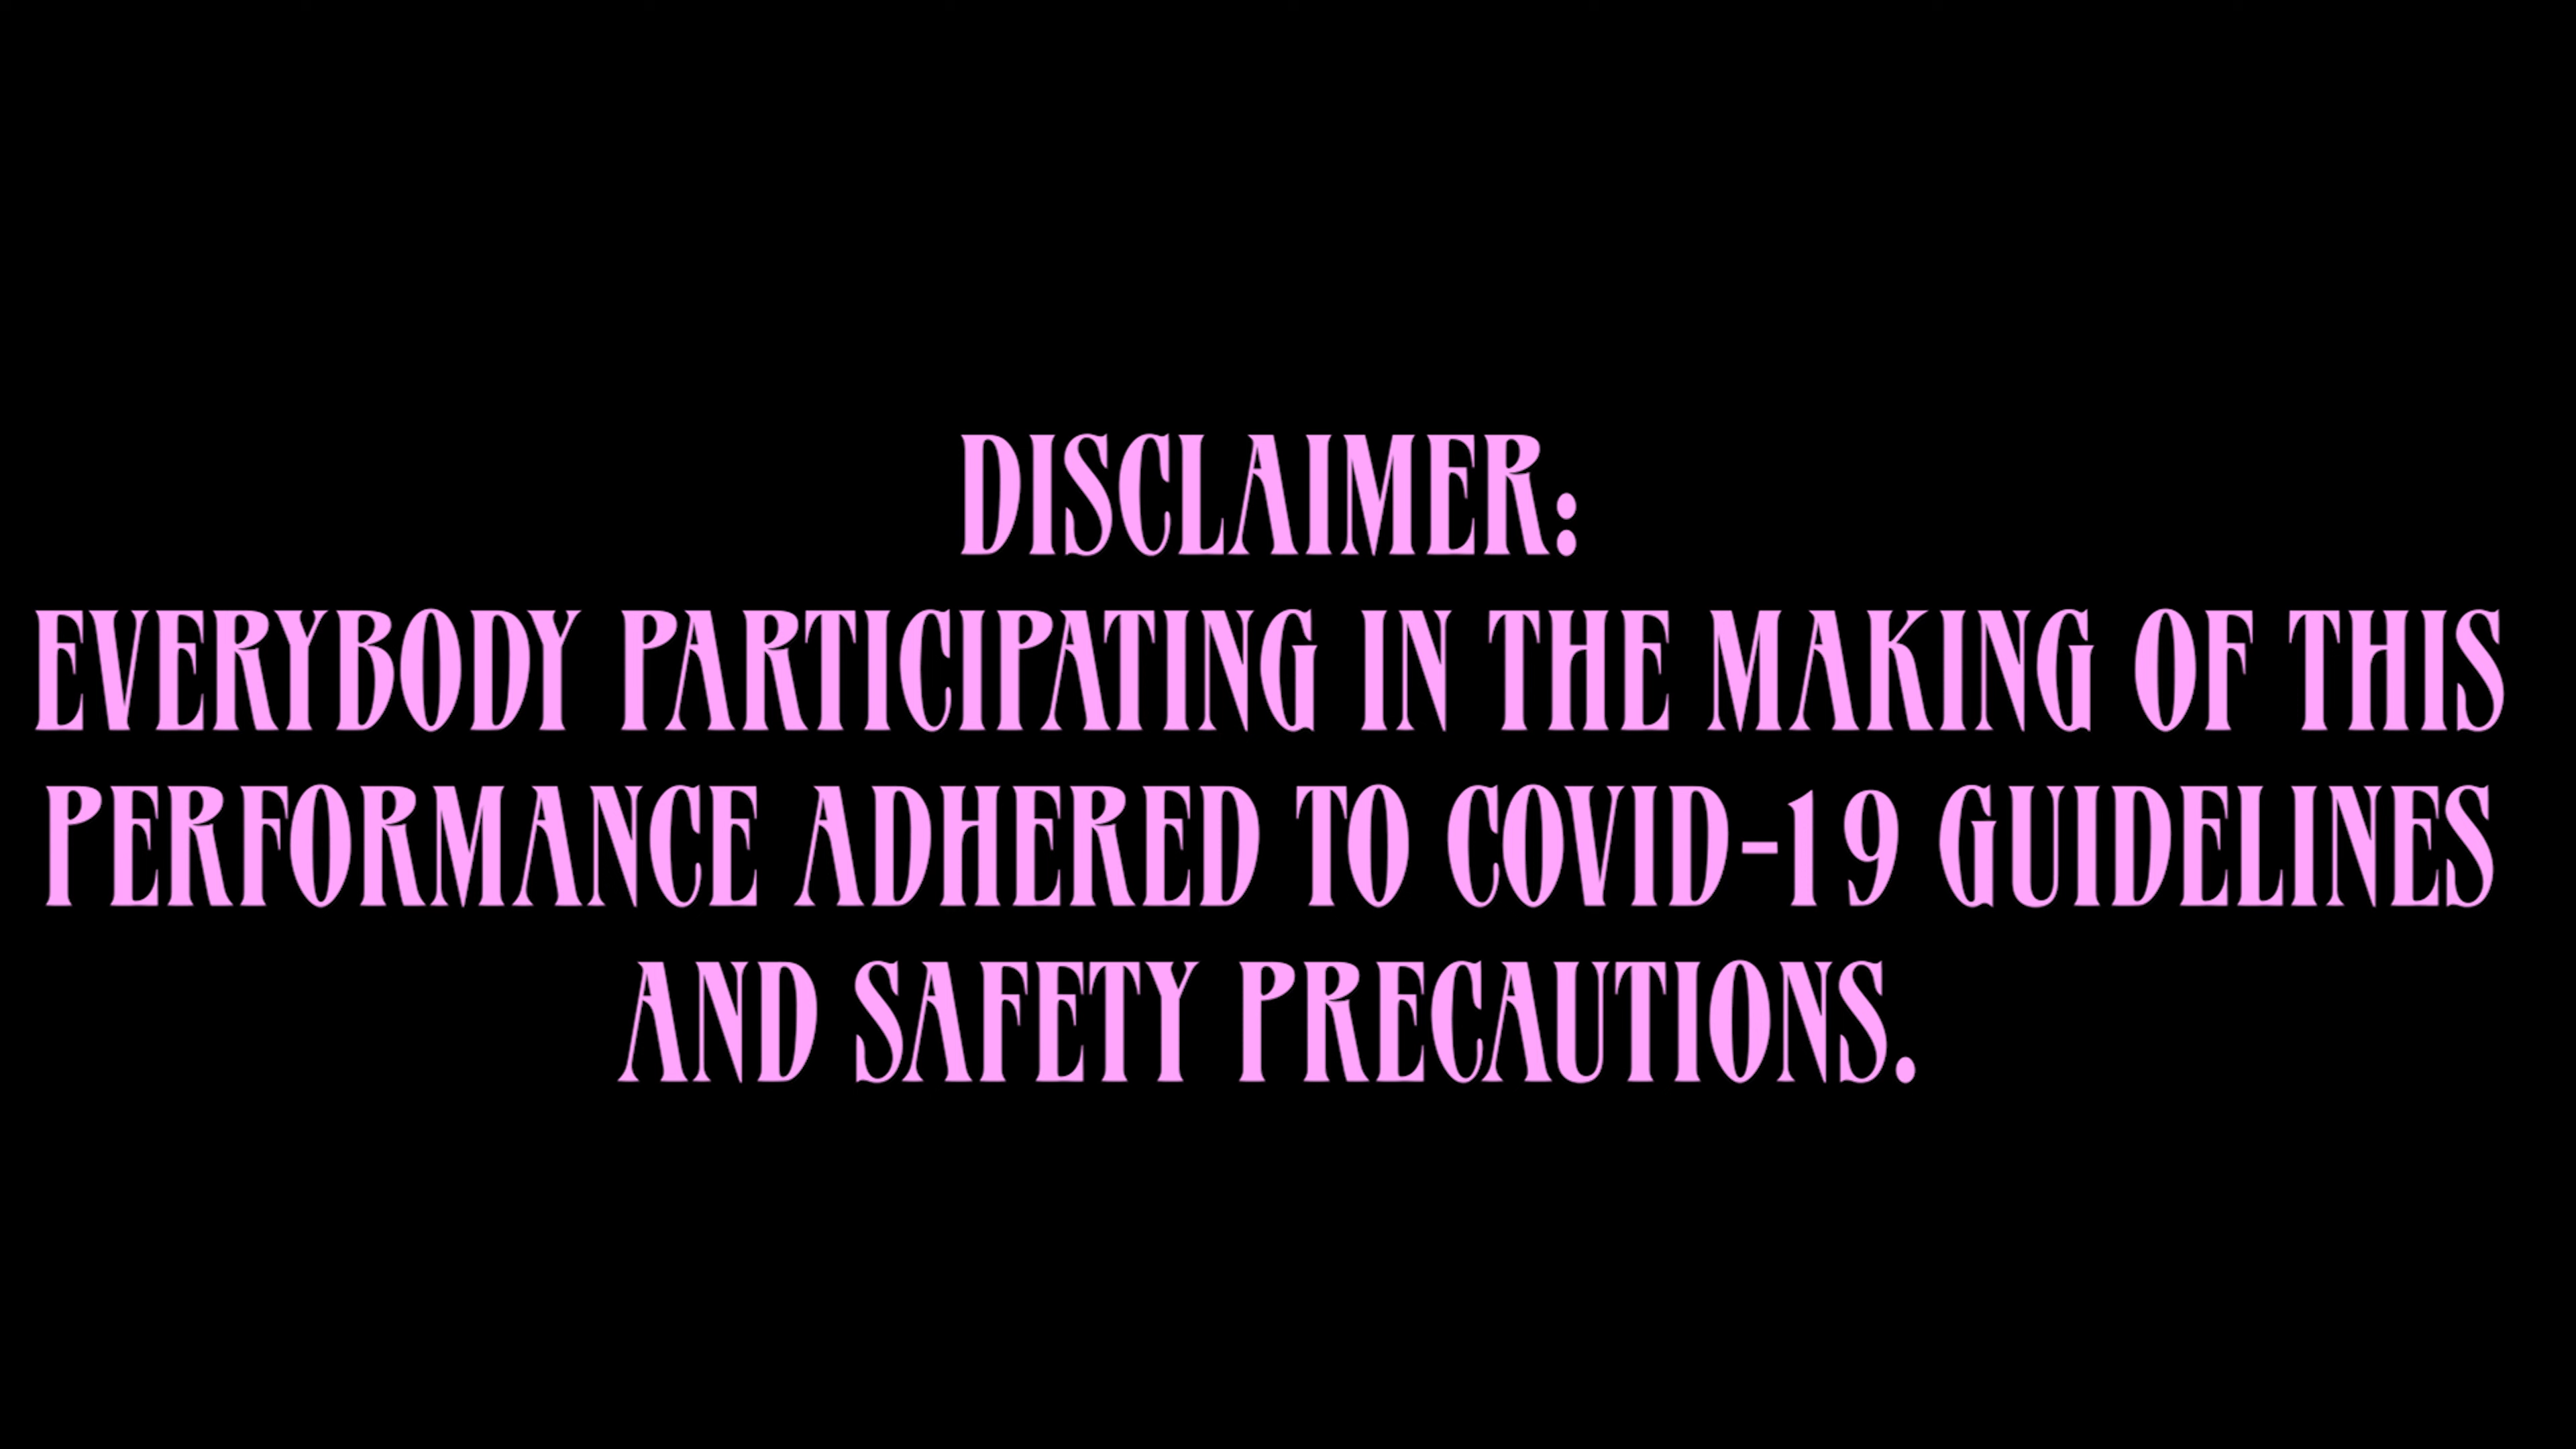 DISCLAIMER:
EVERYBODY PARTICIPATING IN THE MAKING OF THIS
PERFORMANCE ADHERED TO COVID-19 GUIDELINES
AND SAFETY PRECAUTIONS.